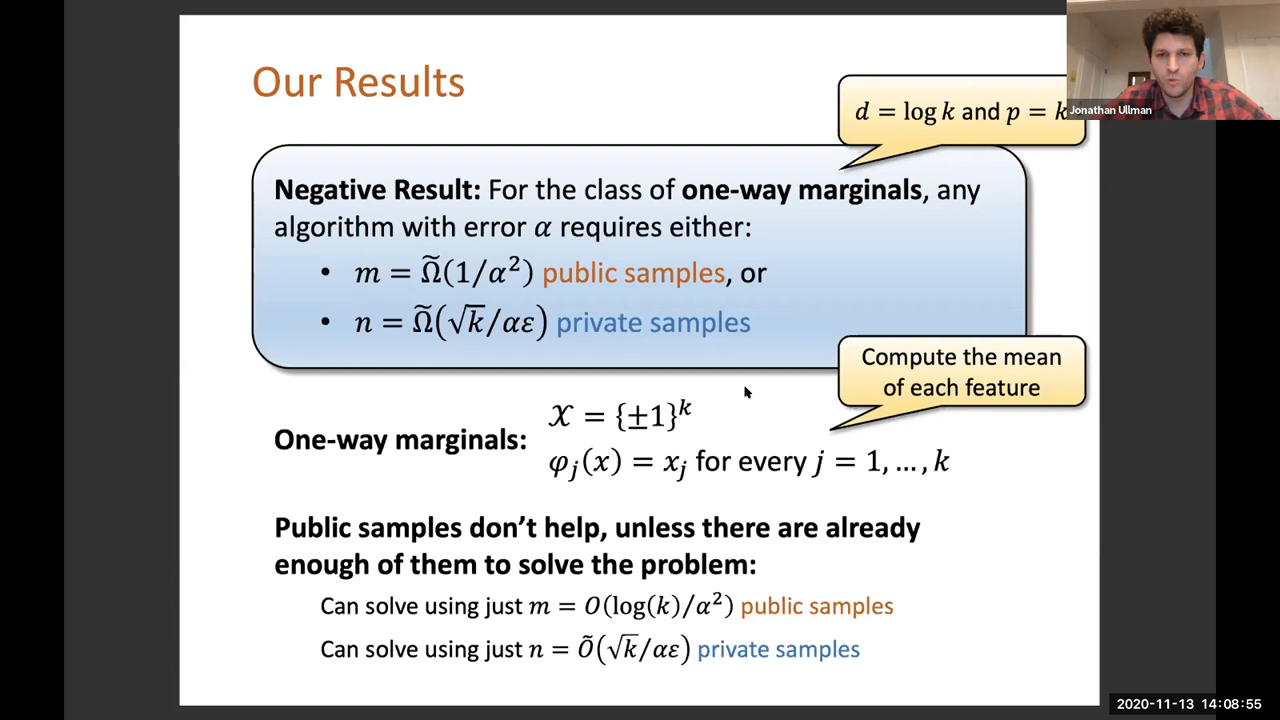 Our Results
d = log k and p = k
Jonathan Ullman
Negative Result: For the class of one-way marginals, any
algorithm with error α requires either:
• m = Ω̃(1/α²) public samples, or
• n = Ω̃(√k/αε) private samples
Compute the mean
of each feature
One-way marginals:
𝒳 = {±1}ᵏ
φⱼ(x) = xⱼ for every j = 1, … , k
Public samples don’t help, unless there are already
enough of them to solve the problem:
Can solve using just m = O(log(k)/α²) public samples
Can solve using just n = Õ(√k/αε) private samples
2020-11-13 14:08:55